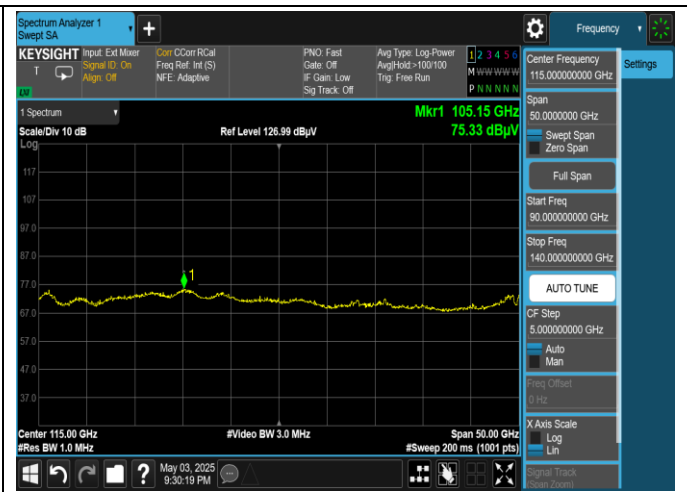 Spectrum Analyzer 1
Swept SA
+
Frequency
KEYSIGHT
T
LXI
Input: Ext Mixer
Signal ID: On
Align: Off
Corr CCorr RCal
Freq Ref: Int (S)
NFE: Adaptive
PNO: Fast
Gate: Off
IF Gain: Low
Sig Track: Off
Avg Type: Log-Power
Avg|Hold:>100/100
Trig: Free Run
1 2 3 4 5 6
M W W W W W
P N N N N N
1 Spectrum
Mkr1 105.15 GHz
Scale/Div 10 dB
Ref Level 126.99 dBµV
75.33 dBµV
Log
117
107
97.0
87.0
77.0
67.0
57.0
47.0
37.0
1
Center 115.00 GHz
#Video BW 3.0 MHz
Span 50.00 GHz
#Res BW 1.0 MHz
#Sweep 200 ms (1001 pts)
?
May 03, 2025
9:30:19 PM
Center Frequency
115.000000000 GHz
Settings
Span
50.0000000 GHz
Swept Span
Zero Span
Full Span
Start Freq
90.000000000 GHz
Stop Freq
140.000000000 GHz
AUTO TUNE
CF Step
5.000000000 GHz
Auto
Man
Freq Offset
0 Hz
X Axis Scale
Log
Lin
Signal Track
(Span Zoom)